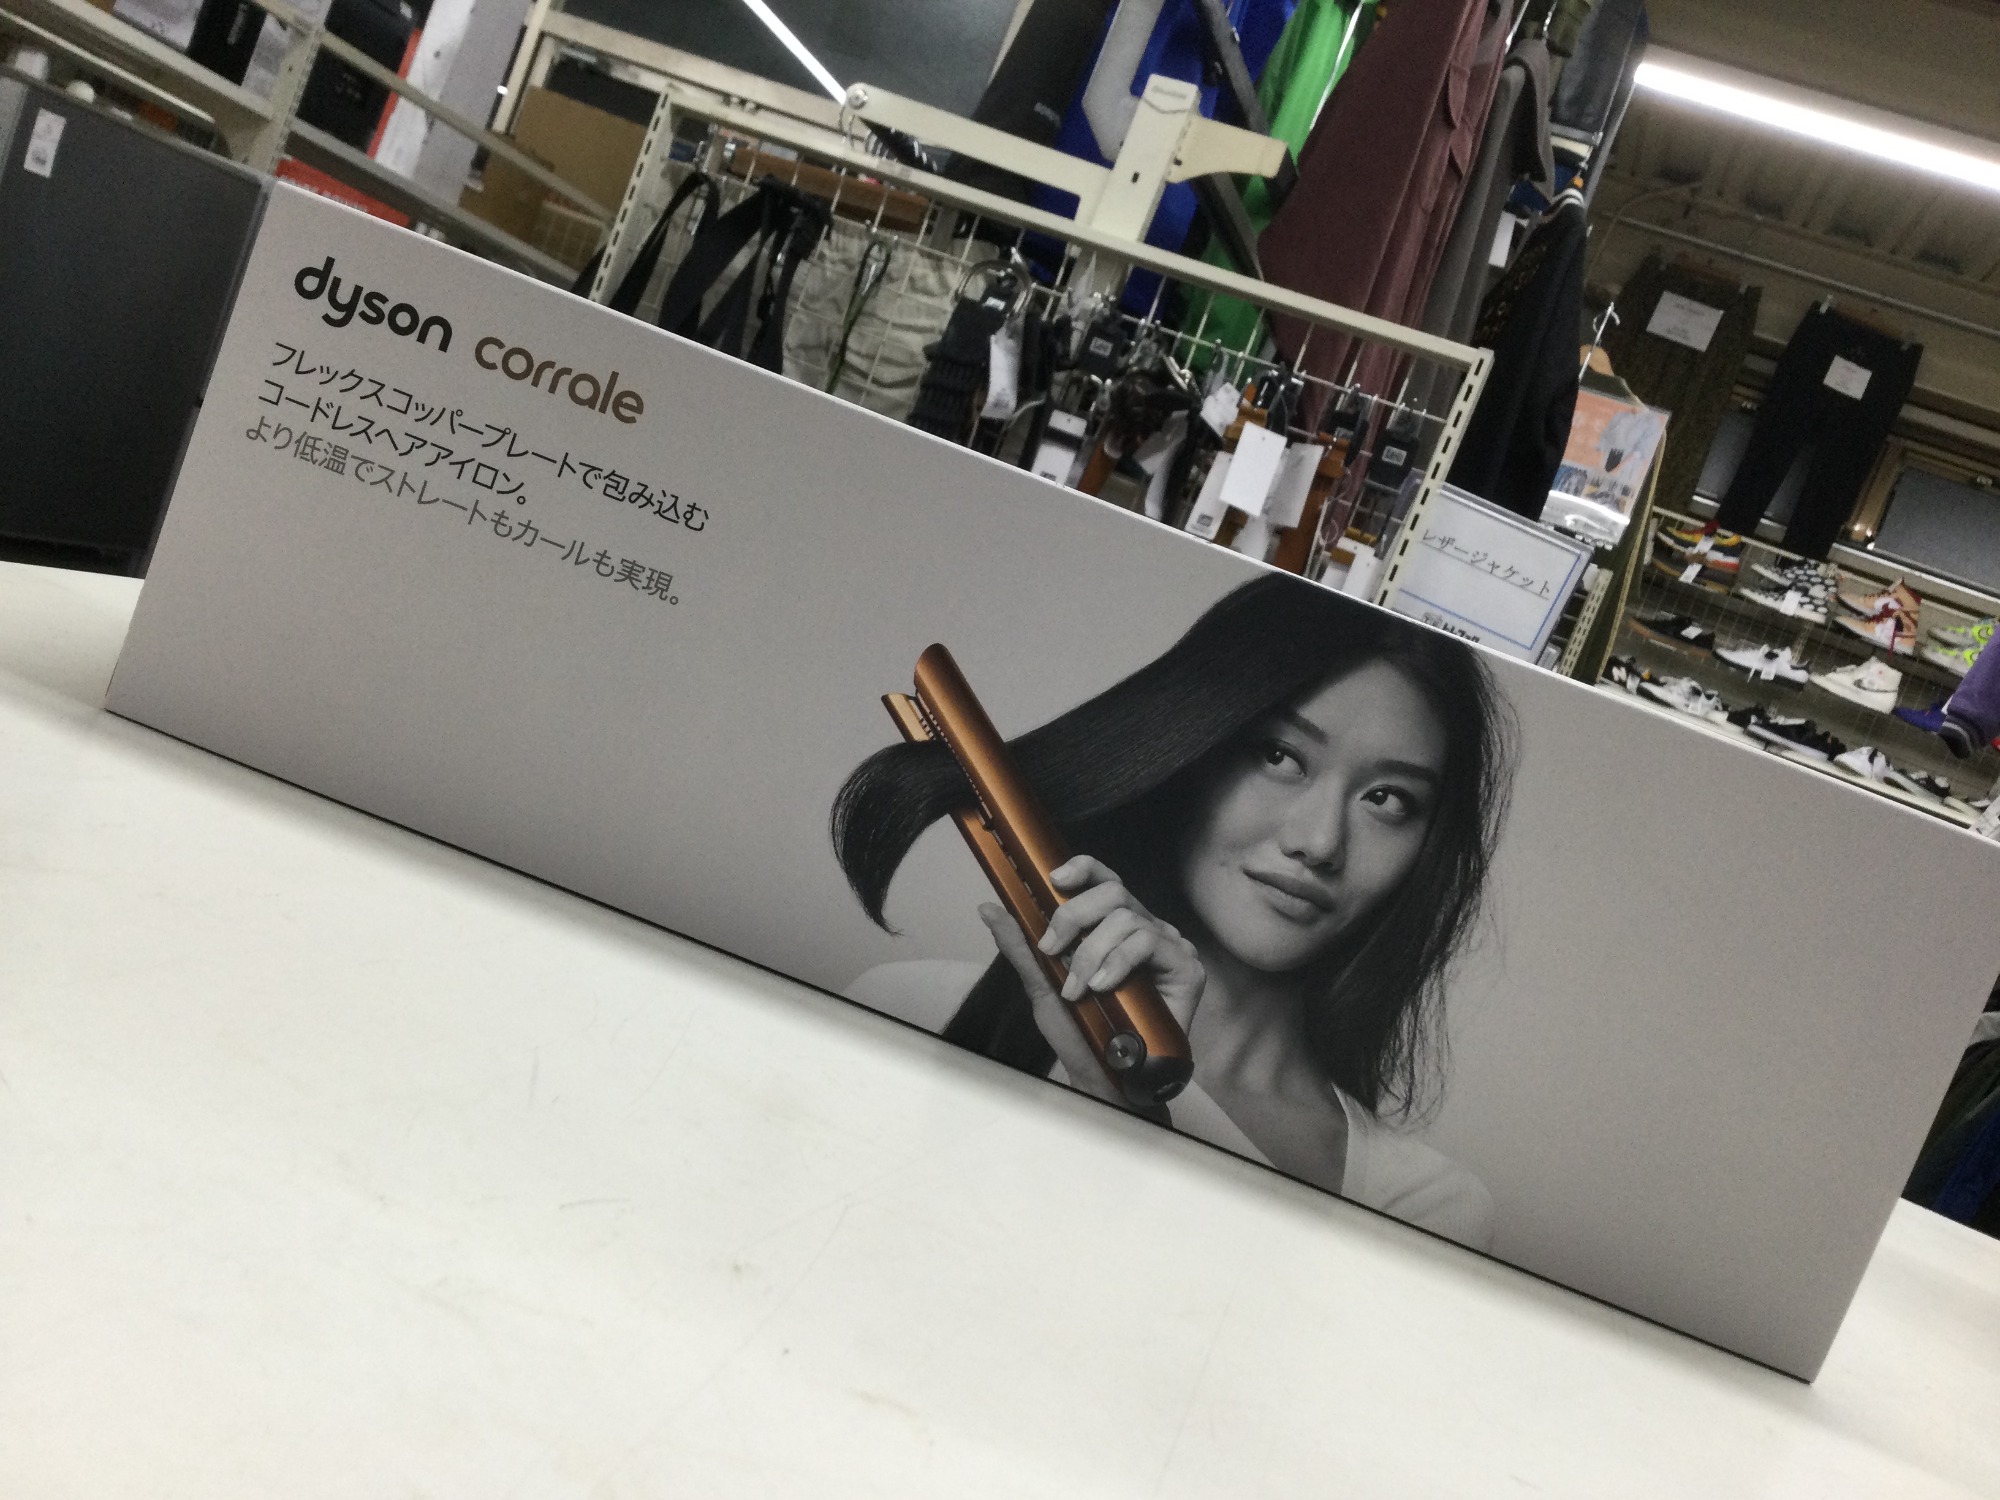 dyson corrale
フレックスコッパープレートで包み込む
コードレスヘアアイロン。
より低温でストレートもカールも実現。
レザージャケット
Lee
Lee